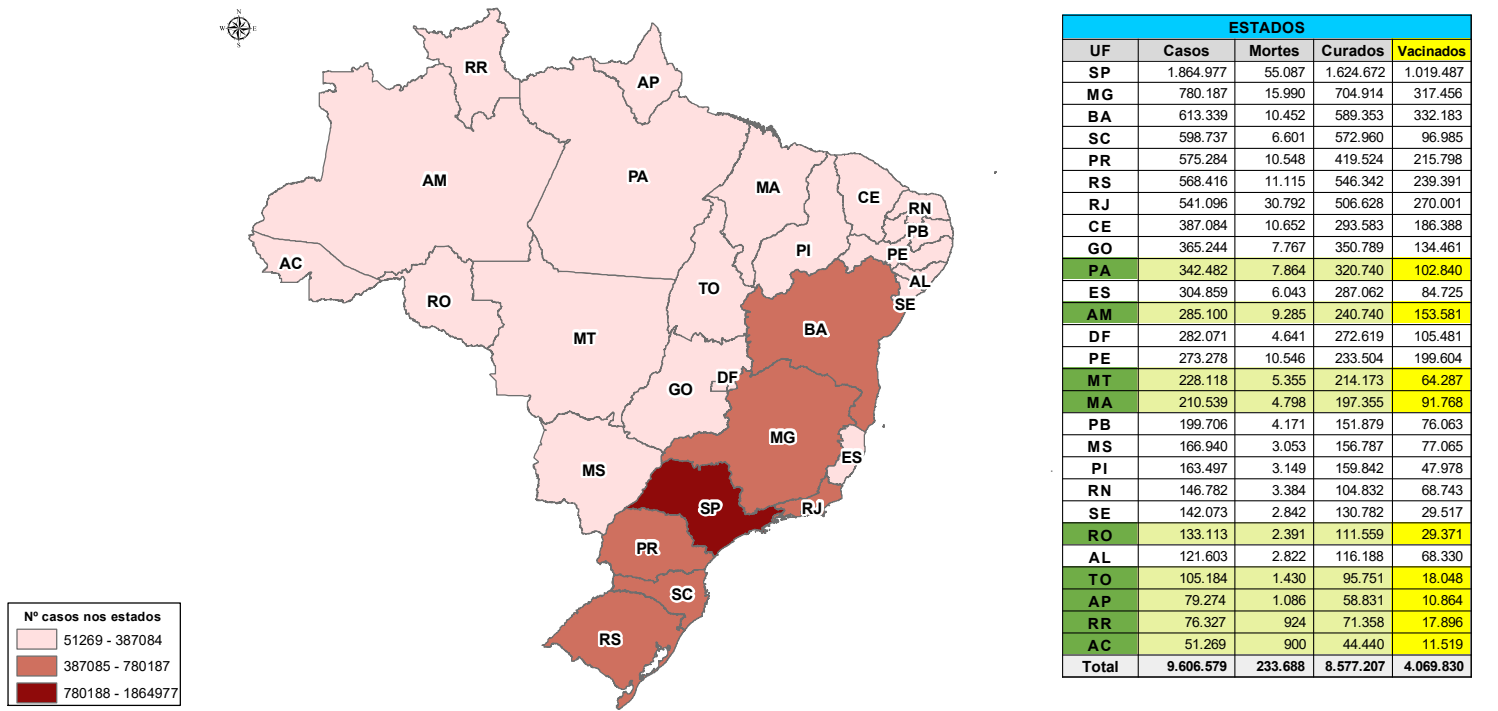 N
W E
S
RR
AP
AM
PA
MA
CE
RN
PB
PI
PE
AC
AL
TO
RO
SE
BA
MT
DF
GO
MG
ES
MS
SP
RJ
PR
SC
RS
Nº casos nos estados
51269 - 387084
387085 - 780187
780188 - 1864977
ESTADOS
UF Casos Mortes Curados Vacinados
SP 1.864.977 55.087 1.624.672 1.019.487
MG 780.187 15.990 704.914 317.456
BA 613.339 10.452 589.353 332.183
SC 598.737 6.601 572.960 96.985
PR 575.284 10.548 419.524 215.798
RS 568.416 11.115 546.342 239.391
RJ 541.096 30.792 506.628 270.001
CE 387.084 10.652 293.583 186.388
GO 365.244 7.767 350.789 134.461
PA 342.482 7.864 320.740 102.840
ES 304.859 6.043 287.062 84.725
AM 285.100 9.285 240.740 153.581
DF 282.071 4.641 272.619 105.481
PE 273.278 10.546 233.504 199.604
MT 228.118 5.355 214.173 64.287
MA 210.539 4.798 197.355 91.768
PB 199.706 4.171 151.879 76.063
MS 166.940 3.053 156.787 77.065
PI 163.497 3.149 159.842 47.978
RN 146.782 3.384 104.832 68.743
SE 142.073 2.842 130.782 29.517
RO 133.113 2.391 111.559 29.371
AL 121.603 2.822 116.188 68.330
TO 105.184 1.430 95.751 18.048
AP 79.274 1.086 58.831 10.864
RR 76.327 924 71.358 17.896
AC 51.269 900 44.440 11.519
Total 9.606.579 233.688 8.577.207 4.069.830